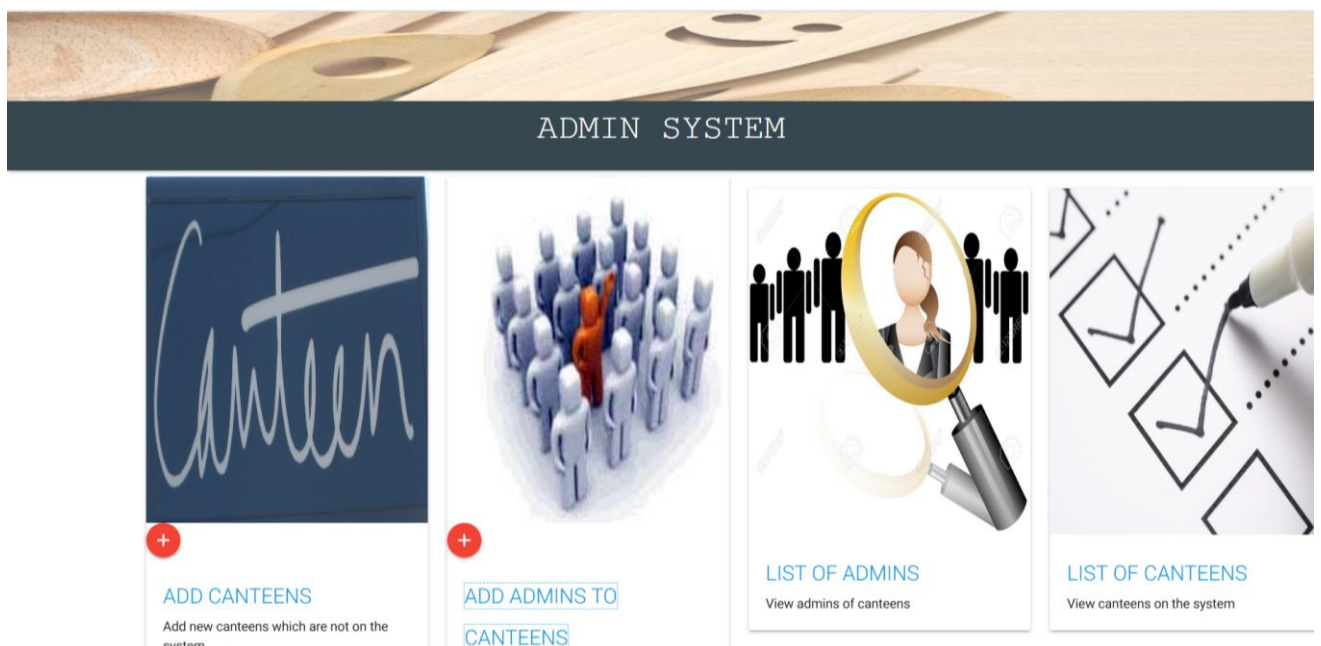 ADMIN SYSTEM
Canteen
+
+
ADD CANTEENS
Add new canteens which are not on the
system
ADD ADMINS TO
CANTEENS
LIST OF ADMINS
View admins of canteens
LIST OF CANTEENS
View canteens on the system